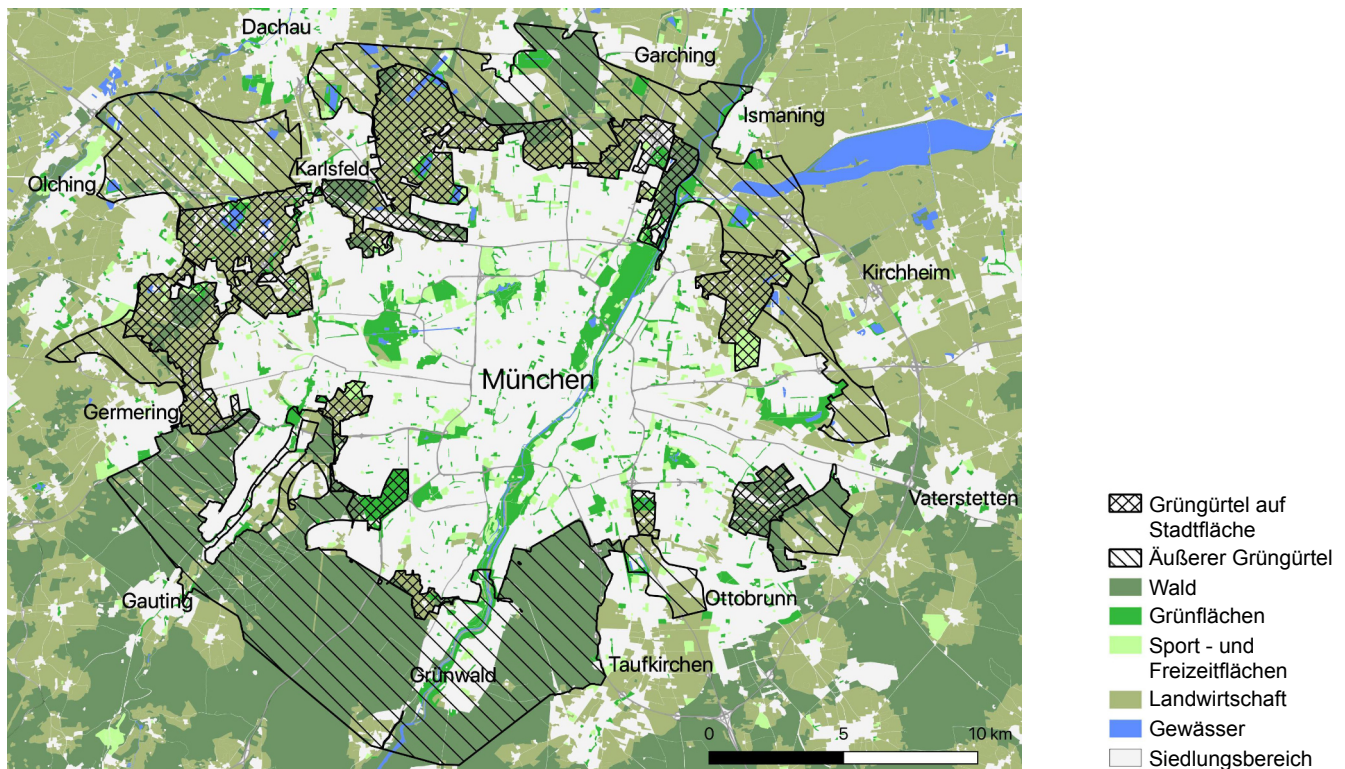 Dachau
Garching
Ismaning
Karlsfeld
Olching
Kirchheim
München
Germering
Vaterstetten
Gauting
Ottobrunn
Taufkirchen
Grünwald
0 5 10 km
Grüngürtel auf
Stadtfläche
Äußerer Grüngürtel
Wald
Grünflächen
Sport - und
Freizeitflächen
Landwirtschaft
Gewässer
Siedlungsbereich